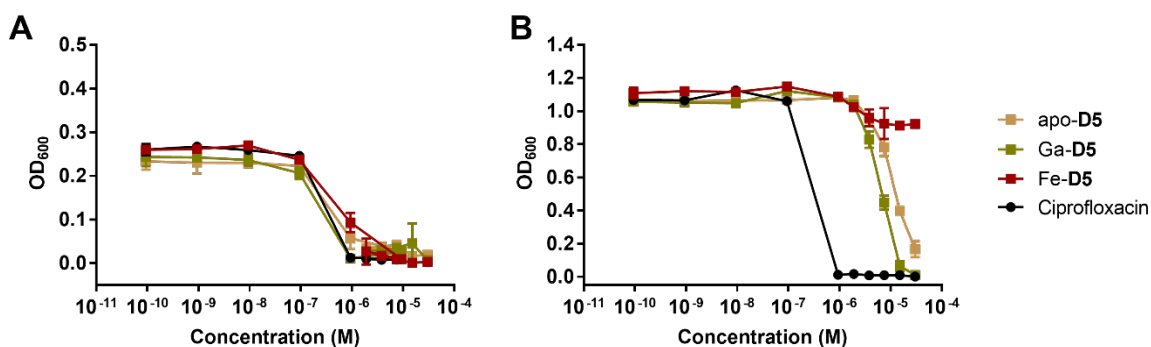 A
OD600
0.5
0.4
0.3
0.2
0.1
0.0
10-11 10-10 10-9 10-8 10-7 10-6 10-5 10-4
Concentration (M)
B
OD600
1.4
1.2
1.0
0.8
0.6
0.4
0.2
0.0
10-11 10-10 10-9 10-8 10-7 10-6 10-5 10-4
Concentration (M)
apo-D5
Ga-D5
Fe-D5
Ciprofloxacin